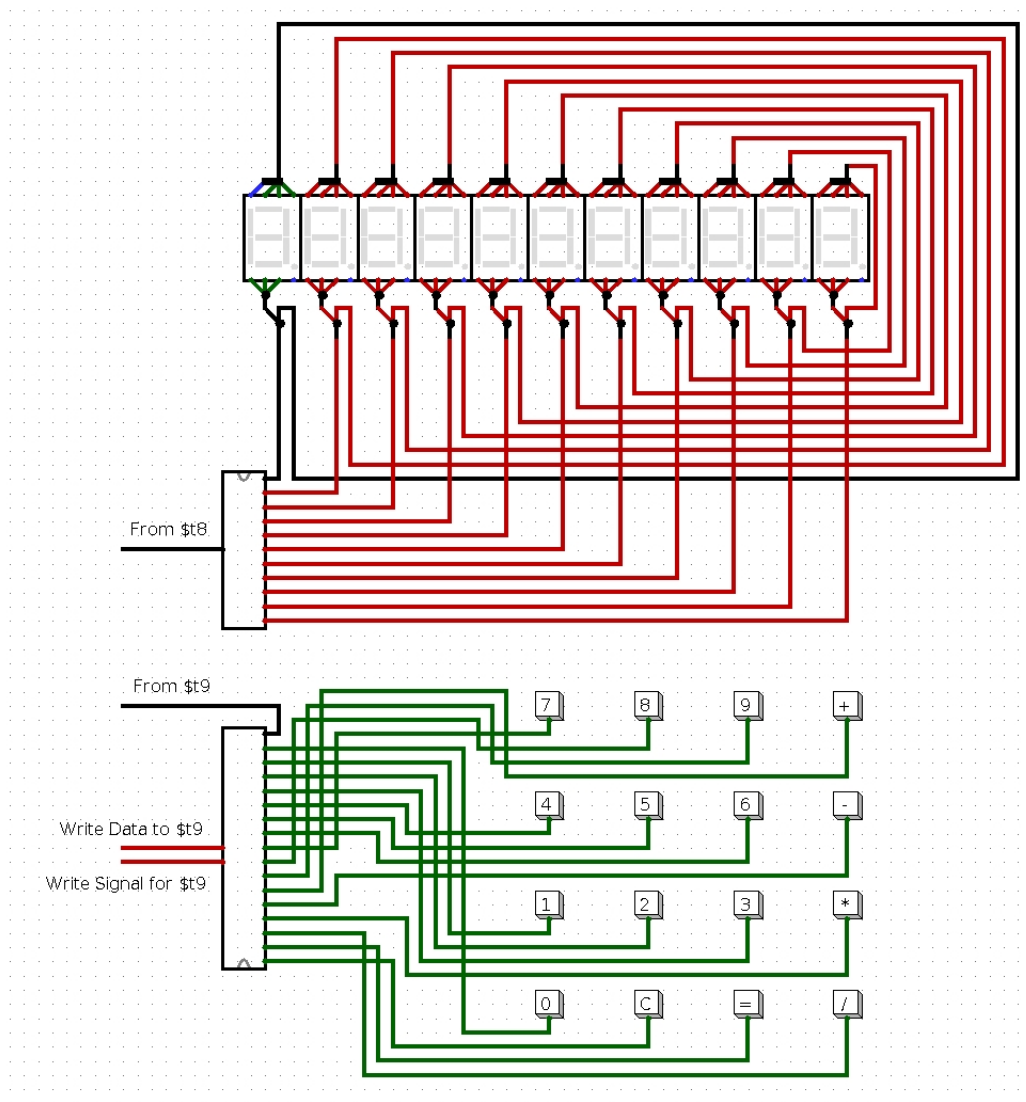 From $t8
From $t9
7 8 9 +
4 5 6 -
Write Data to $t9
Write Signal for $t9
1 2 3 *
0 C = /